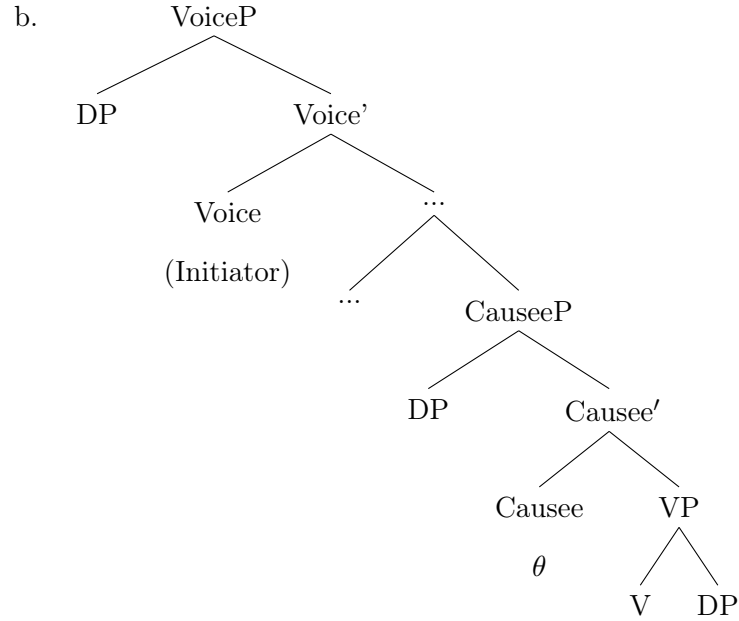 b. VoiceP
DP Voice'
Voice ...
(Initiator)
... CauseeP
DP Causee′
Causee VP
θ
V DP